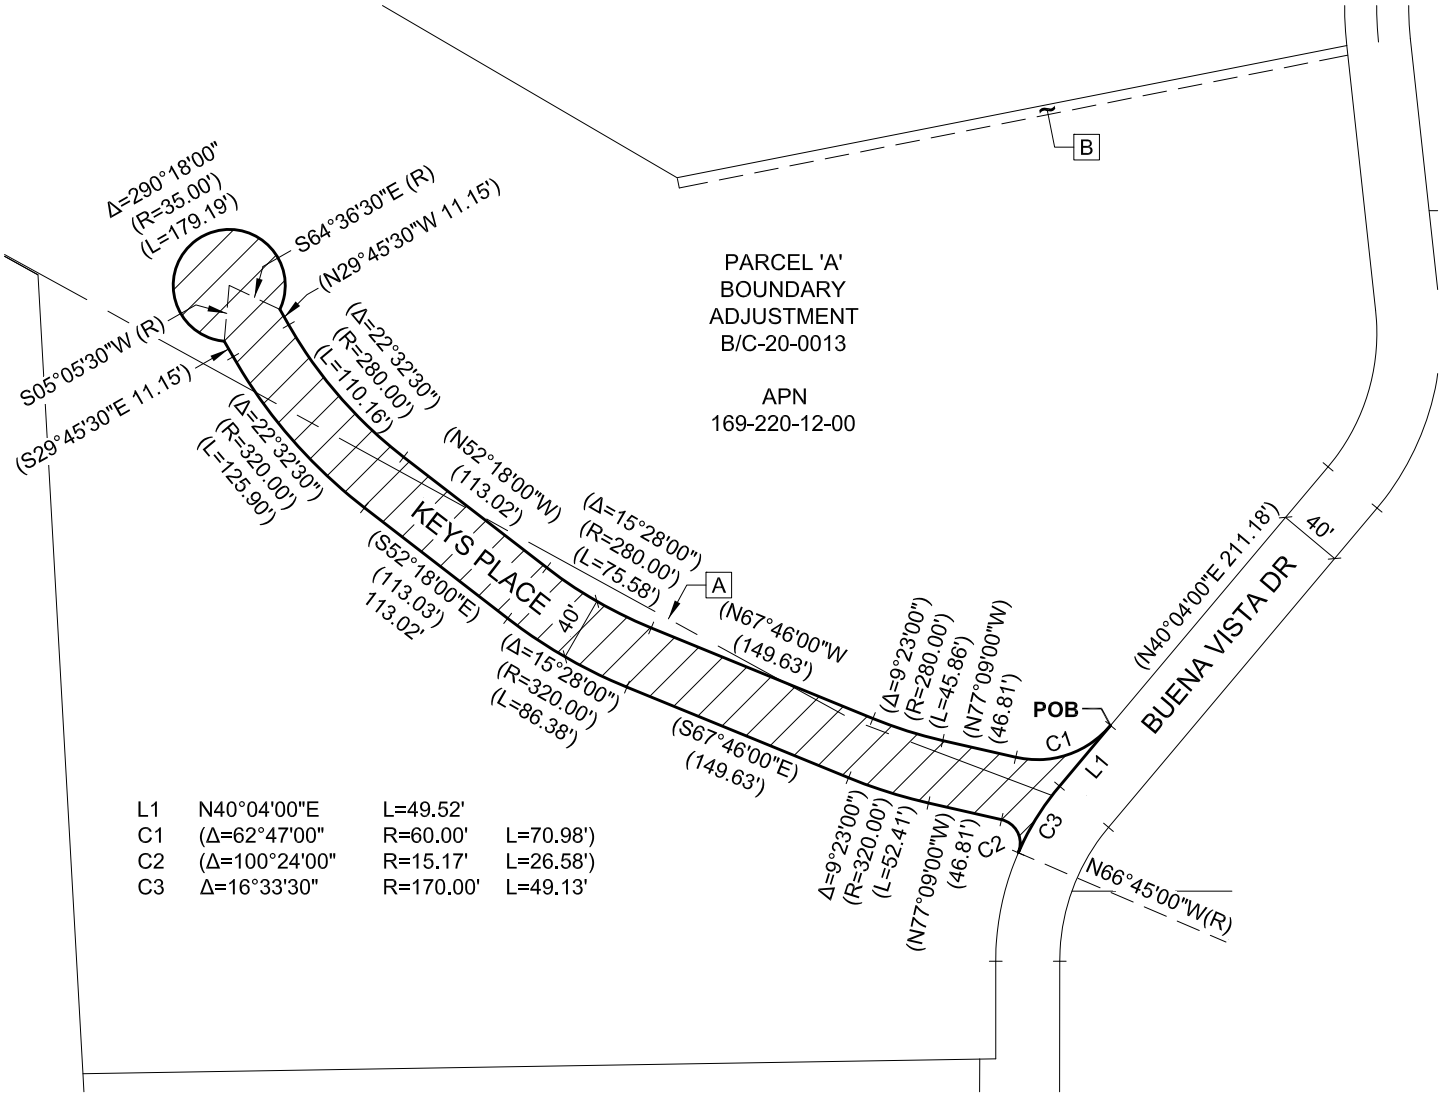 B
Δ=290°18'00"
(R=35.00')
(L=179.19')
S64°36'30"E (R)
(N29°45'30"W 11.15')
S05°05'30"W (R)
(S29°45'30"E 11.15')
PARCEL 'A'
BOUNDARY
ADJUSTMENT
B/C-20-0013
APN
169-220-12-00
(Δ=22°32'30")
(R=280.00')
(L=110.16')
(Δ=22°32'30")
(R=320.00')
(L=125.90')
(N52°18'00"W)
(113.02')
KEYS PLACE
(S52°18'00"E)
(113.03')
113.02'
(Δ=15°28'00")
(R=280.00')
(L=75.58')
A
40'
(Δ=15°28'00")
(R=320.00')
(L=86.38')
(N67°46'00"W
(149.63')
(S67°46'00"E)
(149.63')
(Δ=9°23'00")
(R=280.00')
(L=45.86')
(N77°09'00"W)
(46.81')
POB
C1
L1
C3
C2
(N40°04'00"E 211.18')
40'
BUENA VISTA DR
Δ=9°23'00")
(R=320.00')
(L=52.41')
(N77°09'00"W)
(46.81')
N66°45'00"W(R)
L1 N40°04'00"E L=49.52'
C1 (Δ=62°47'00" R=60.00' L=70.98')
C2 (Δ=100°24'00" R=15.17' L=26.58')
C3 Δ=16°33'30" R=170.00' L=49.13'